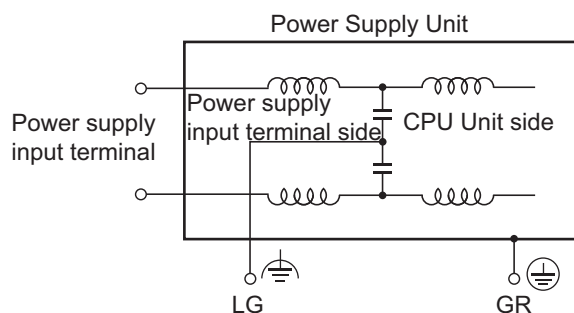 Power Supply Unit
Power supply
input terminal
Power supply
input terminal side
CPU Unit side
LG
GR